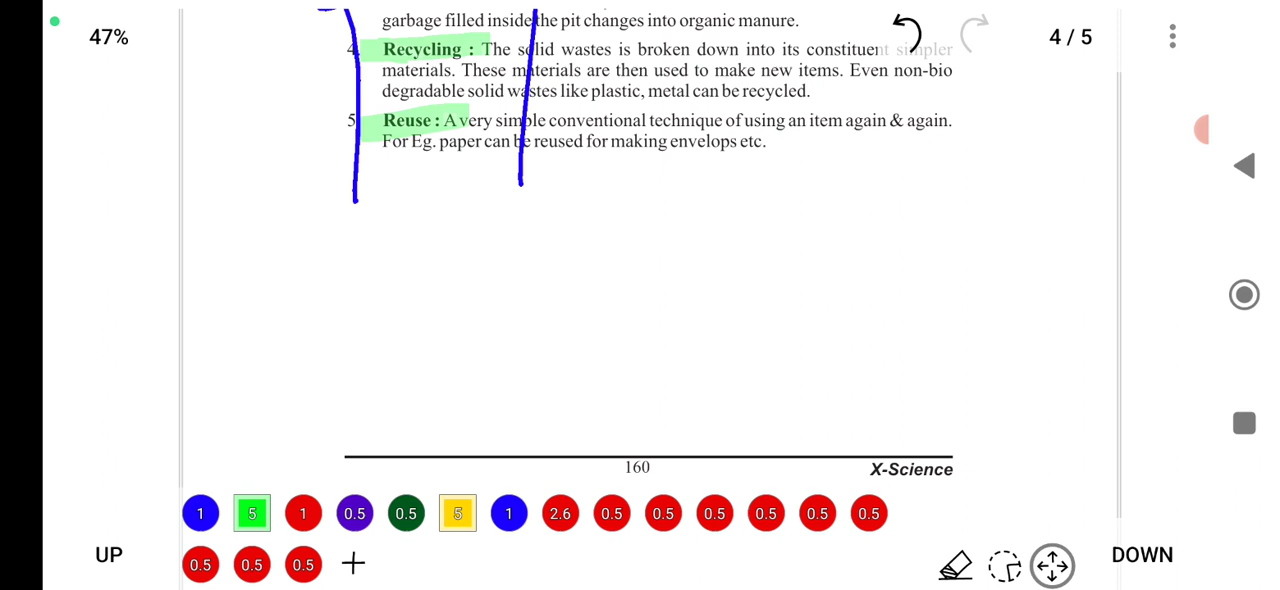 garbage filled inside the pit changes into organic manure.
47%
4 / 5
4. Recycling : The solid wastes is broken down into its constituent simpler
materials. These materials are then used to make new items. Even non-bio
degradable solid wastes like plastic, metal can be recycled.
5. Reuse : A very simple conventional technique of using an item again & again.
For Eg. paper can be reused for making envelops etc.
160
X-Science
1 5 1 0.5 0.5 5 1 2.6 0.5 0.5 0.5 0.5 0.5 0.5
UP
0.5 0.5 0.5 +
DOWN